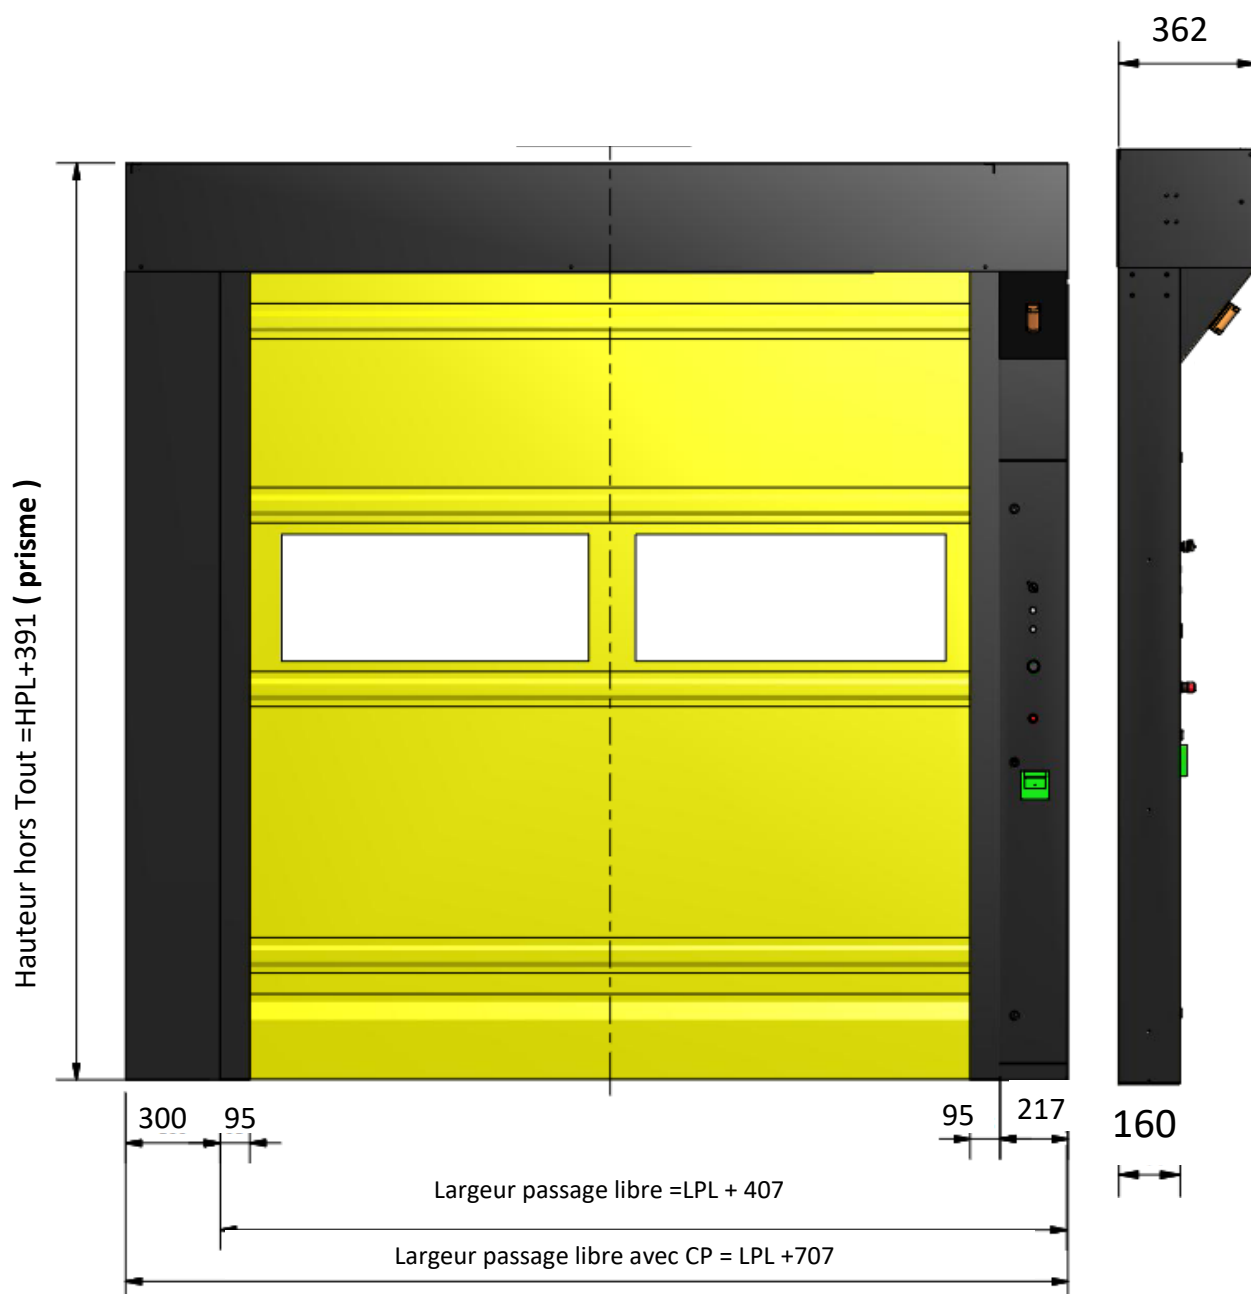 362
Hauteur hors Tout =HPL+391 ( prisme )
300
95
95
217
160
Largeur passage libre =LPL + 407
Largeur passage libre avec CP = LPL +707